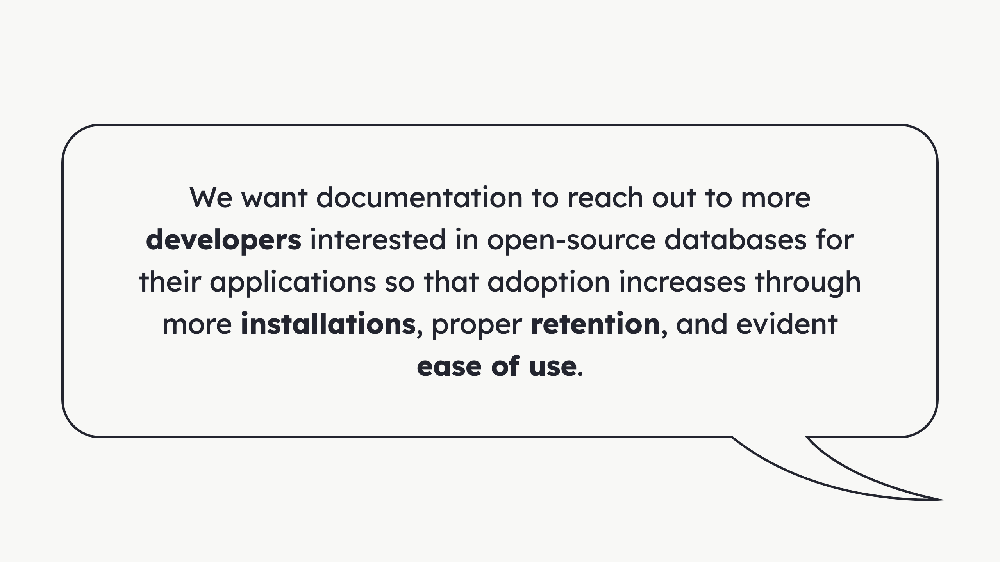 We want documentation to reach out to more
developers interested in open-source databases for
their applications so that adoption increases through
more installations, proper retention, and evident
ease of use.